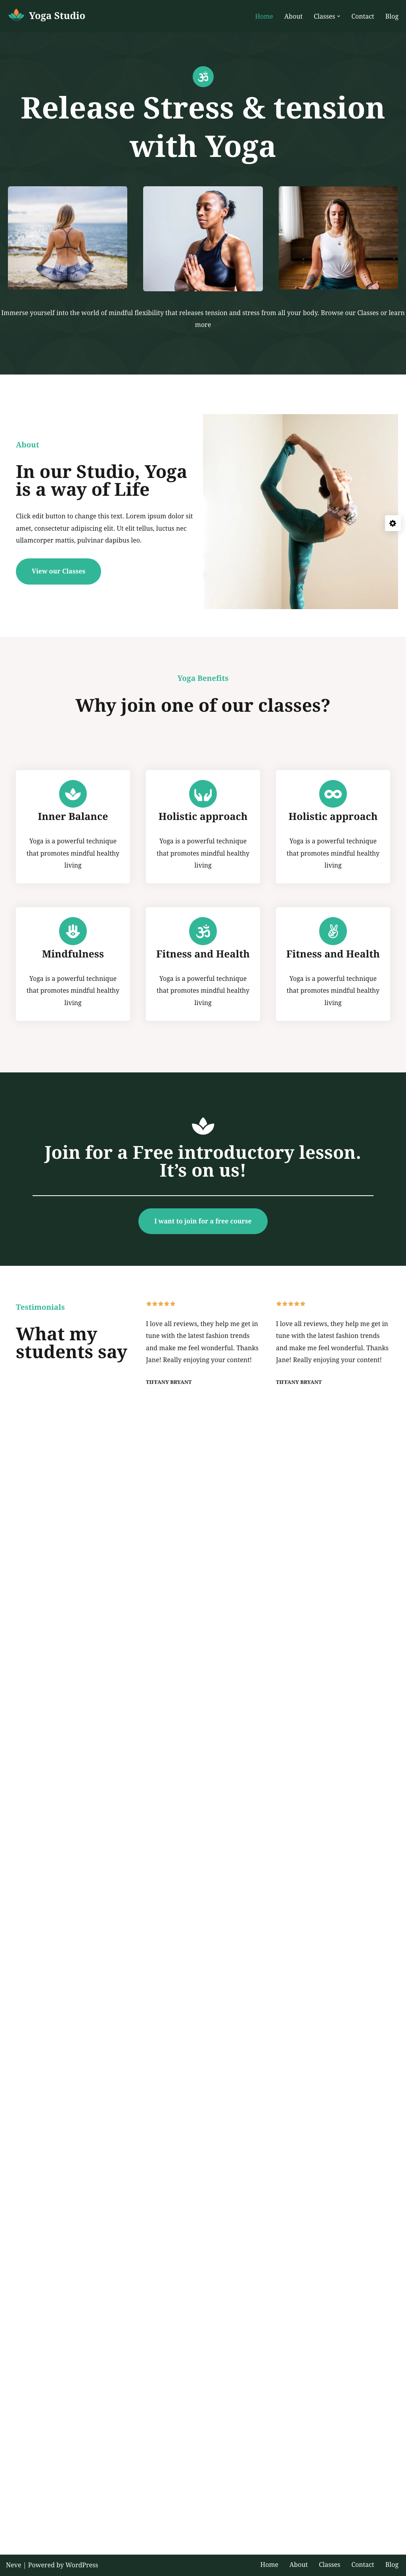 Yoga Studio
Home About Classes Contact Blog
Release Stress & tension
with Yoga
Immerse yourself into the world of mindful flexibility that releases tension and stress from all your body. Browse our Classes or learn
more
About
In our Studio, Yoga
is a way of Life
Click edit button to change this text. Lorem ipsum dolor sit
amet, consectetur adipiscing elit. Ut elit tellus, luctus nec
ullamcorper mattis, pulvinar dapibus leo.
View our Classes
Yoga Benefits
Why join one of our classes?
Inner Balance
Yoga is a powerful technique
that promotes mindful healthy
living
Holistic approach
Yoga is a powerful technique
that promotes mindful healthy
living
Holistic approach
Yoga is a powerful technique
that promotes mindful healthy
living
Mindfulness
Yoga is a powerful technique
that promotes mindful healthy
living
ॐ
Fitness and Health
Yoga is a powerful technique
that promotes mindful healthy
living
Fitness and Health
Yoga is a powerful technique
that promotes mindful healthy
living
Join for a Free introductory lesson.
It’s on us!
I want to join for a free course
Testimonials
What my
students say
I love all reviews, they help me get in
tune with the latest fashion trends
and make me feel wonderful. Thanks
Jane! Really enjoying your content!
TIFFANY BRYANT
I love all reviews, they help me get in
tune with the latest fashion trends
and make me feel wonderful. Thanks
Jane! Really enjoying your content!
TIFFANY BRYANT
Neve | Powered by WordPress
Home About Classes Contact Blog